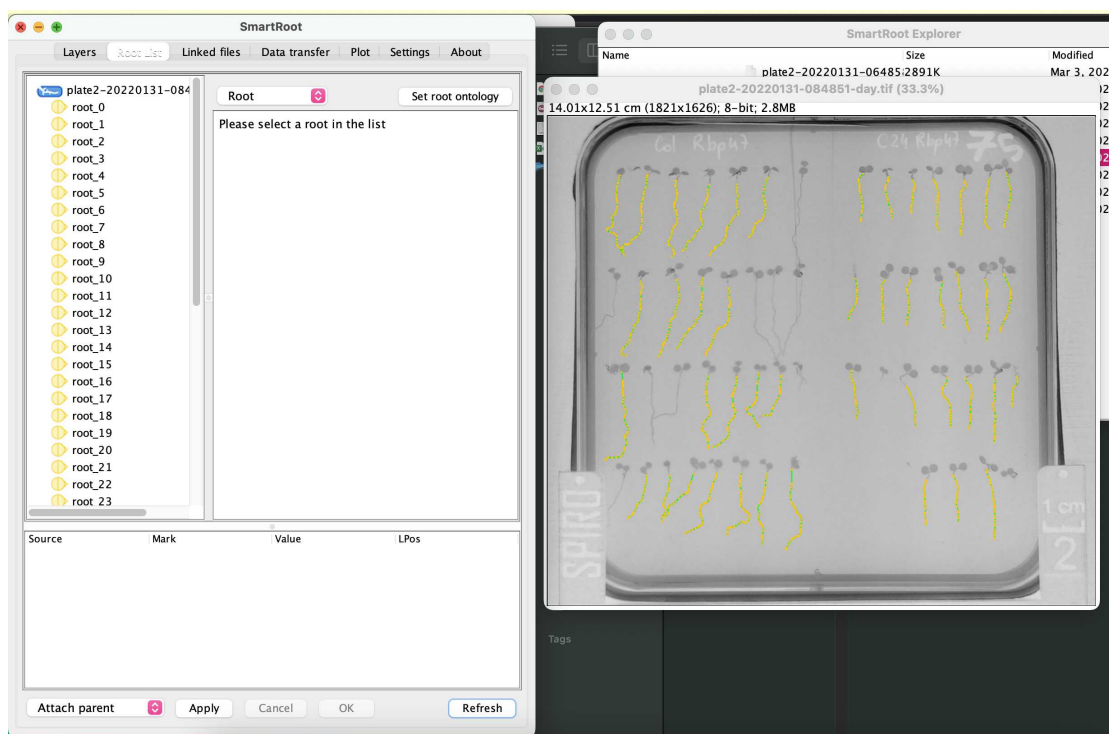 SmartRoot
Layers Root List Linked files Data transfer Plot Settings About
plate2-20220131-084
root_0
root_1
root_2
root_3
root_4
root_5
root_6
root_7
root_8
root_9
root_10
root_11
root_12
root_13
root_14
root_15
root_16
root_17
root_18
root_19
root_20
root_21
root_22
root_23
Root Set root ontology
Please select a root in the list
Source Mark Value LPos
Attach parent Apply Cancel OK Refresh
SmartRoot Explorer
Name Size Modified
plate2-20220131-06485 2891K Mar 3, 202
plate2-20220131-084851-day.tif (33.3%)
14.01x12.51 cm (1821x1626); 8-bit; 2.8MB
Col Rbp47 C24 Rbp47 75
SPIRO
1 cm
2
Tags